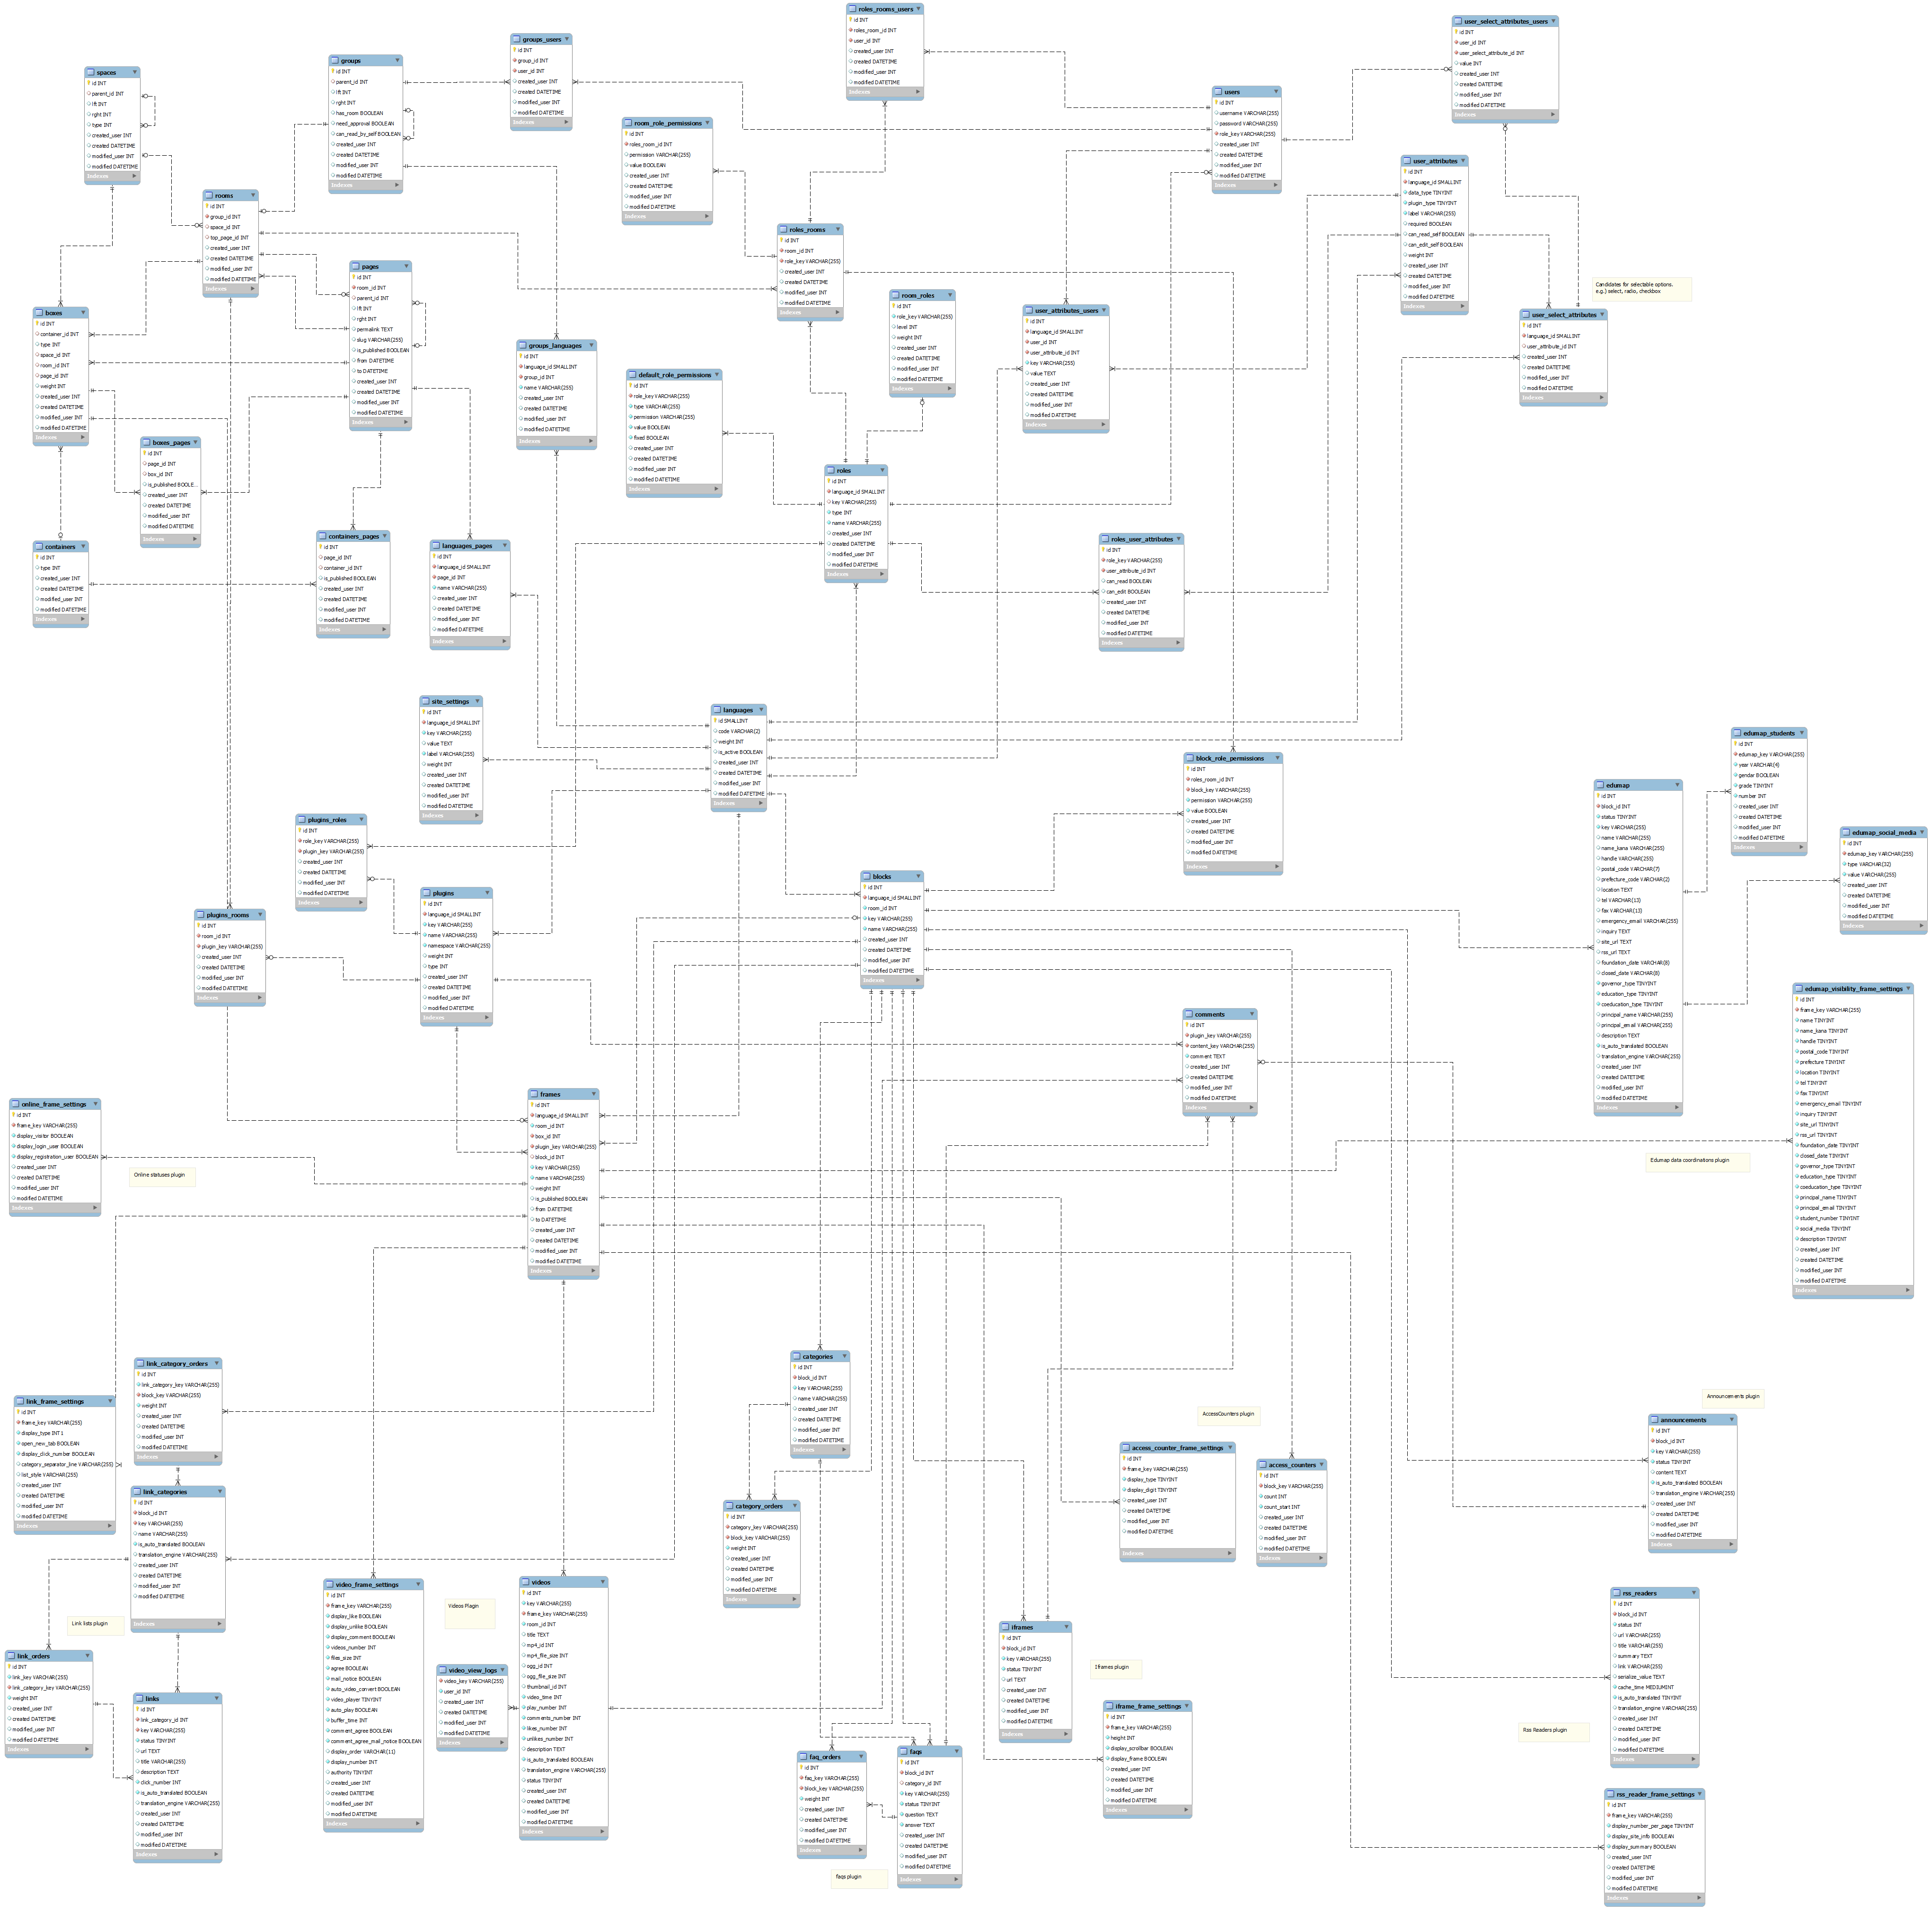 roles_rooms_users
id INT
roles_room_id INT
user_id INT
created_user INT
created DATETIME
modified_user INT
modified DATETIME
Indexes
user_select_attributes_users
id INT
user_id INT
user_select_attribute_id INT
value INT
created_user INT
created DATETIME
modified_user INT
modified DATETIME
Indexes
groups_users
id INT
group_id INT
user_id INT
created_user INT
created DATETIME
modified_user INT
modified DATETIME
Indexes
groups
id INT
parent_id INT
lft INT
rght INT
has_room BOOLEAN
need_approval BOOLEAN
can_read_by_self BOOLEAN
created_user INT
created DATETIME
modified_user INT
modified DATETIME
Indexes
spaces
id INT
parent_id INT
lft INT
rght INT
type INT
created_user INT
created DATETIME
modified_user INT
modified DATETIME
Indexes
users
id INT
username VARCHAR(255)
password VARCHAR(255)
role_key VARCHAR(255)
created_user INT
created DATETIME
modified_user INT
modified DATETIME
Indexes
room_role_permissions
id INT
roles_room_id INT
permission VARCHAR(255)
value BOOLEAN
created_user INT
created DATETIME
modified_user INT
modified DATETIME
Indexes
user_attributes
id INT
language_id SMALLINT
data_type TINYINT
plugin_type TINYINT
label VARCHAR(255)
required BOOLEAN
can_read_self BOOLEAN
can_edit_self BOOLEAN
weight INT
created_user INT
created DATETIME
modified_user INT
modified DATETIME
Indexes
rooms
id INT
group_id INT
space_id INT
top_page_id INT
created_user INT
created DATETIME
modified_user INT
modified DATETIME
Indexes
roles_rooms
id INT
room_id INT
role_key VARCHAR(255)
created_user INT
created DATETIME
modified_user INT
modified DATETIME
Indexes
pages
id INT
room_id INT
parent_id INT
lft INT
rght INT
permalink TEXT
slug VARCHAR(255)
is_published BOOLEAN
from DATETIME
to DATETIME
created_user INT
created DATETIME
modified_user INT
modified DATETIME
Indexes
Candidates for selectable options.
e.g.) select, radio, checkbox
room_roles
id INT
role_key VARCHAR(255)
level INT
weight INT
created_user INT
created DATETIME
modified_user INT
modified DATETIME
Indexes
user_attributes_users
id INT
language_id SMALLINT
user_id INT
user_attribute_id INT
key VARCHAR(255)
value TEXT
created_user INT
created DATETIME
modified_user INT
modified DATETIME
Indexes
user_select_attributes
id INT
language_id SMALLINT
user_attribute_id INT
created_user INT
created DATETIME
modified_user INT
modified DATETIME
Indexes
boxes
id INT
container_id INT
type INT
space_id INT
room_id INT
page_id INT
weight INT
created_user INT
created DATETIME
modified_user INT
modified DATETIME
Indexes
groups_languages
id INT
language_id SMALLINT
group_id INT
name VARCHAR(255)
created_user INT
created DATETIME
modified_user INT
modified DATETIME
Indexes
default_role_permissions
id INT
role_key VARCHAR(255)
type VARCHAR(255)
permission VARCHAR(255)
value BOOLEAN
fixed BOOLEAN
created_user INT
created DATETIME
modified_user INT
modified DATETIME
Indexes
boxes_pages
id INT
page_id INT
box_id INT
is_published BOOLE...
created_user INT
created DATETIME
modified_user INT
modified DATETIME
Indexes
roles
id INT
language_id SMALLINT
key VARCHAR(255)
type INT
name VARCHAR(255)
created_user INT
created DATETIME
modified_user INT
modified DATETIME
Indexes
containers
id INT
type INT
created_user INT
created DATETIME
modified_user INT
modified DATETIME
Indexes
containers_pages
id INT
page_id INT
container_id INT
is_published BOOLEAN
created_user INT
created DATETIME
modified_user INT
modified DATETIME
Indexes
languages_pages
id INT
language_id SMALLINT
page_id INT
name VARCHAR(255)
created_user INT
created DATETIME
modified_user INT
modified DATETIME
Indexes
roles_user_attributes
id INT
role_key VARCHAR(255)
user_attribute_id INT
can_read BOOLEAN
can_edit BOOLEAN
created_user INT
created DATETIME
modified_user INT
modified DATETIME
Indexes
site_settings
id INT
language_id SMALLINT
key VARCHAR(255)
value TEXT
label VARCHAR(255)
weight INT
created_user INT
created DATETIME
modified_user INT
modified DATETIME
Indexes
languages
id SMALLINT
code VARCHAR(2)
weight INT
is_active BOOLEAN
created_user INT
created DATETIME
modified_user INT
modified DATETIME
Indexes
block_role_permissions
id INT
roles_room_id INT
block_key VARCHAR(255)
permission VARCHAR(255)
value BOOLEAN
created_user INT
created DATETIME
modified_user INT
modified DATETIME
Indexes
edumap_students
id INT
edumap_key VARCHAR(255)
year VARCHAR(4)
gendar BOOLEAN
grade TINYINT
number INT
created_user INT
created DATETIME
modified_user INT
modified DATETIME
Indexes
edumap
id INT
block_id INT
status TINYINT
key VARCHAR(255)
name VARCHAR(255)
name_kana VARCHAR(255)
handle VARCHAR(255)
postal_code VARCHAR(7)
prefecture_code VARCHAR(2)
location TEXT
tel VARCHAR(13)
fax VARCHAR(13)
emergency_email VARCHAR(255)
inquiry TEXT
site_url TEXT
rss_url TEXT
foundation_date VARCHAR(8)
closed_date VARCHAR(8)
governor_type TINYINT
education_type TINYINT
coeducation_type TINYINT
principal_name VARCHAR(255)
principal_email VARCHAR(255)
description TEXT
is_auto_translated BOOLEAN
translation_engine VARCHAR(255)
created_user INT
created DATETIME
modified_user INT
modified DATETIME
Indexes
edumap_social_media
id INT
edumap_key VARCHAR(255)
type VARCHAR(32)
value VARCHAR(255)
created_user INT
created DATETIME
modified_user INT
modified DATETIME
Indexes
plugins_roles
id INT
role_key VARCHAR(255)
plugin_key VARCHAR(255)
created_user INT
created DATETIME
modified_user INT
modified DATETIME
Indexes
blocks
id INT
language_id SMALLINT
room_id INT
key VARCHAR(255)
name VARCHAR(255)
created_user INT
created DATETIME
modified_user INT
modified DATETIME
Indexes
plugins
id INT
language_id SMALLINT
key VARCHAR(255)
name VARCHAR(255)
namespace VARCHAR(255)
weight INT
type INT
created_user INT
created DATETIME
modified_user INT
modified DATETIME
Indexes
plugins_rooms
id INT
room_id INT
plugin_key VARCHAR(255)
created_user INT
created DATETIME
modified_user INT
modified DATETIME
Indexes
edumap_visibility_frame_settings
id INT
frame_key VARCHAR(255)
name TINYINT
name_kana TINYINT
handle TINYINT
postal_code TINYINT
prefecture TINYINT
location TINYINT
tel TINYINT
fax TINYINT
emergency_email TINYINT
inquiry TINYINT
site_url TINYINT
rss_url TINYINT
foundation_date TINYINT
closed_date TINYINT
governor_type TINYINT
education_type TINYINT
coeducation_type TINYINT
principal_name TINYINT
principal_email TINYINT
student_number TINYINT
social_media TINYINT
description TINYINT
created_user INT
created DATETIME
modified_user INT
modified DATETIME
Indexes
comments
id INT
plugin_key VARCHAR(255)
content_key VARCHAR(255)
comment TEXT
created_user INT
created DATETIME
modified_user INT
modified DATETIME
Indexes
frames
id INT
language_id SMALLINT
room_id INT
box_id INT
plugin_key VARCHAR(255)
block_id INT
key VARCHAR(255)
name VARCHAR(255)
weight INT
is_published BOOLEAN
from DATETIME
to DATETIME
created_user INT
created DATETIME
modified_user INT
modified DATETIME
Indexes
online_frame_settings
id INT
frame_key VARCHAR(255)
display_visitor BOOLEAN
display_login_user BOOLEAN
display_registration_user BOOLEAN
created_user INT
created DATETIME
modified_user INT
modified DATETIME
Indexes
Online statuses plugin
Edumap data coordinations plugin
link_category_orders
id INT
link_category_key VARCHAR(255)
block_key VARCHAR(255)
weight INT
created_user INT
created DATETIME
modified_user INT
modified DATETIME
Indexes
categories
id INT
block_id INT
key VARCHAR(255)
name VARCHAR(255)
created_user INT
created DATETIME
modified_user INT
modified DATETIME
Indexes
link_frame_settings
id INT
frame_key VARCHAR(255)
display_type INT1
open_new_tab BOOLEAN
display_click_number BOOLEAN
category_separator_line VARCHAR(255)
list_style VARCHAR(255)
created_user INT
created DATETIME
modified_user INT
modified DATETIME
Indexes
Announcements plugin
AccessCounters plugin
announcements
id INT
block_id INT
key VARCHAR(255)
status TINYINT
content TEXT
is_auto_translated BOOLEAN
translation_engine VARCHAR(255)
created_user INT
created DATETIME
modified_user INT
modified DATETIME
Indexes
access_counter_frame_settings
id INT
frame_key VARCHAR(255)
display_type TINYINT
display_digit TINYINT
created_user INT
created DATETIME
modified_user INT
modified DATETIME
Indexes
access_counters
id INT
block_key VARCHAR(255)
count INT
count_start INT
created_user INT
created DATETIME
modified_user INT
modified DATETIME
Indexes
link_categories
id INT
block_id INT
key VARCHAR(255)
name VARCHAR(255)
is_auto_translated BOOLEAN
translation_engine VARCHAR(255)
created_user INT
created DATETIME
modified_user INT
modified DATETIME
Indexes
category_orders
id INT
category_key VARCHAR(255)
block_key VARCHAR(255)
weight INT
created_user INT
created DATETIME
modified_user INT
modified DATETIME
Indexes
video_frame_settings
id INT
frame_key VARCHAR(255)
display_like BOOLEAN
display_unlike BOOLEAN
display_comment BOOLEAN
videos_number INT
files_size INT
agree BOOLEAN
mail_notice BOOLEAN
auto_video_convert BOOLEAN
video_player TINYINT
auto_play BOOLEAN
buffer_time INT
comment_agree BOOLEAN
comment_agree_mail_notice BOOLEAN
display_order VARCHAR(11)
display_number INT
authority TINYINT
created_user INT
created DATETIME
modified_user INT
modified DATETIME
Indexes
Videos Plagin
videos
id INT
key VARCHAR(255)
frame_key VARCHAR(255)
room_id INT
title TEXT
mp4_id INT
mp4_file_size INT
ogg_id INT
ogg_file_size INT
thumbnail_id INT
video_time INT
play_number INT
comments_number INT
likes_number INT
unlikes_number INT
description TEXT
is_auto_translated BOOLEAN
translation_engine VARCHAR(255)
status TINYINT
created_user INT
created DATETIME
modified_user INT
modified DATETIME
Indexes
rss_readers
id INT
block_id INT
status INT
url VARCHAR(255)
title VARCHAR(255)
summary TEXT
link VARCHAR(255)
serialize_value TEXT
cache_time MEDIUMINT
is_auto_translated TINYINT
translation_engine VARCHAR(255)
created_user INT
created DATETIME
modified_user INT
modified DATETIME
Indexes
Link lists plugin
iframes
id INT
block_id INT
key VARCHAR(255)
status TINYINT
url TEXT
created_user INT
created DATETIME
modified_user INT
modified DATETIME
Indexes
Iframes plugin
link_orders
id INT
link_key VARCHAR(255)
link_category_key VARCHAR(255)
weight INT
created_user INT
created DATETIME
modified_user INT
modified DATETIME
Indexes
video_view_logs
video_key VARCHAR(255)
user_id INT
created_user INT
created DATETIME
modified_user INT
modified DATETIME
Indexes
links
id INT
link_category_id INT
key VARCHAR(255)
status TINYINT
url TEXT
title VARCHAR(255)
description TEXT
click_number INT
is_auto_translated BOOLEAN
translation_engine VARCHAR(255)
created_user INT
created DATETIME
modified_user INT
modified DATETIME
Indexes
iframe_frame_settings
id INT
frame_key VARCHAR(255)
height INT
display_scrollbar BOOLEAN
display_frame BOOLEAN
created_user INT
created DATETIME
modified_user INT
modified DATETIME
Indexes
Rss Readers plugin
faq_orders
id INT
faq_key VARCHAR(255)
block_key VARCHAR(255)
weight INT
created_user INT
created DATETIME
modified_user INT
modified DATETIME
Indexes
faqs
id INT
block_id INT
category_id INT
key VARCHAR(255)
status TINYINT
question TEXT
answer TEXT
created_user INT
created DATETIME
modified_user INT
modified DATETIME
Indexes
rss_reader_frame_settings
id INT
frame_key VARCHAR(255)
display_number_per_page TINYINT
display_site_info BOOLEAN
display_summary BOOLEAN
created_user INT
created DATETIME
modified_user INT
modified DATETIME
Indexes
faqs plugin